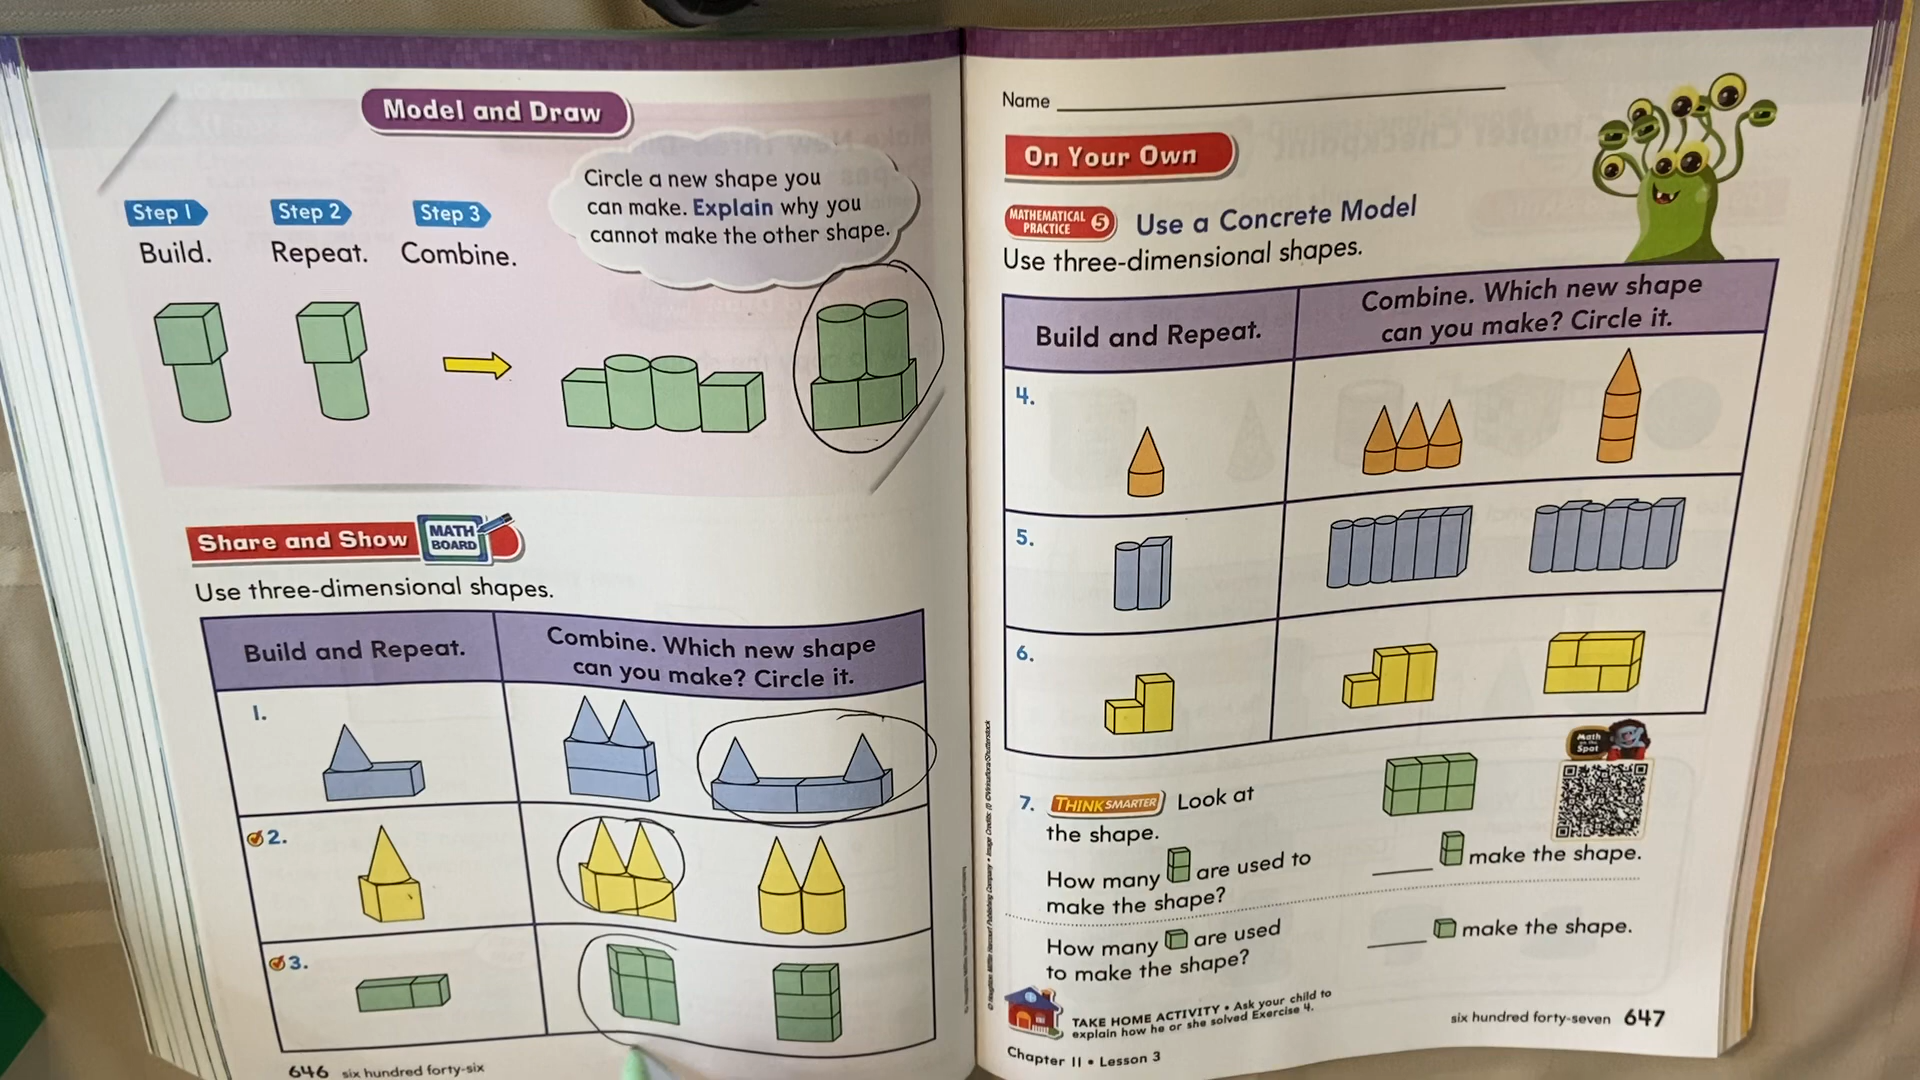 Model and Draw
Step 1
Step 2
Step 3
Build.
Repeat.
Combine.
Circle a new shape you
can make. Explain why you
cannot make the other shape.
Share and Show
MATH
BOARD
Use three-dimensional shapes.
Build and Repeat.
Combine. Which new shape
can you make? Circle it.
1.
2.
3.
646 six hundred forty-six
Name
On Your Own
MATHEMATICAL
PRACTICE 5
Use a Concrete Model
Use three-dimensional shapes.
Build and Repeat.
Combine. Which new shape
can you make? Circle it.
4.
5.
6.
Math
on the
Spot
7. THINKSMARTER Look at
the shape.
How many are used to
make the shape?
make the shape.
How many are used
to make the shape?
make the shape.
TAKE HOME ACTIVITY • Ask your child to
explain how he or she solved Exercise 4.
Chapter 11 • Lesson 3
six hundred forty-seven 647